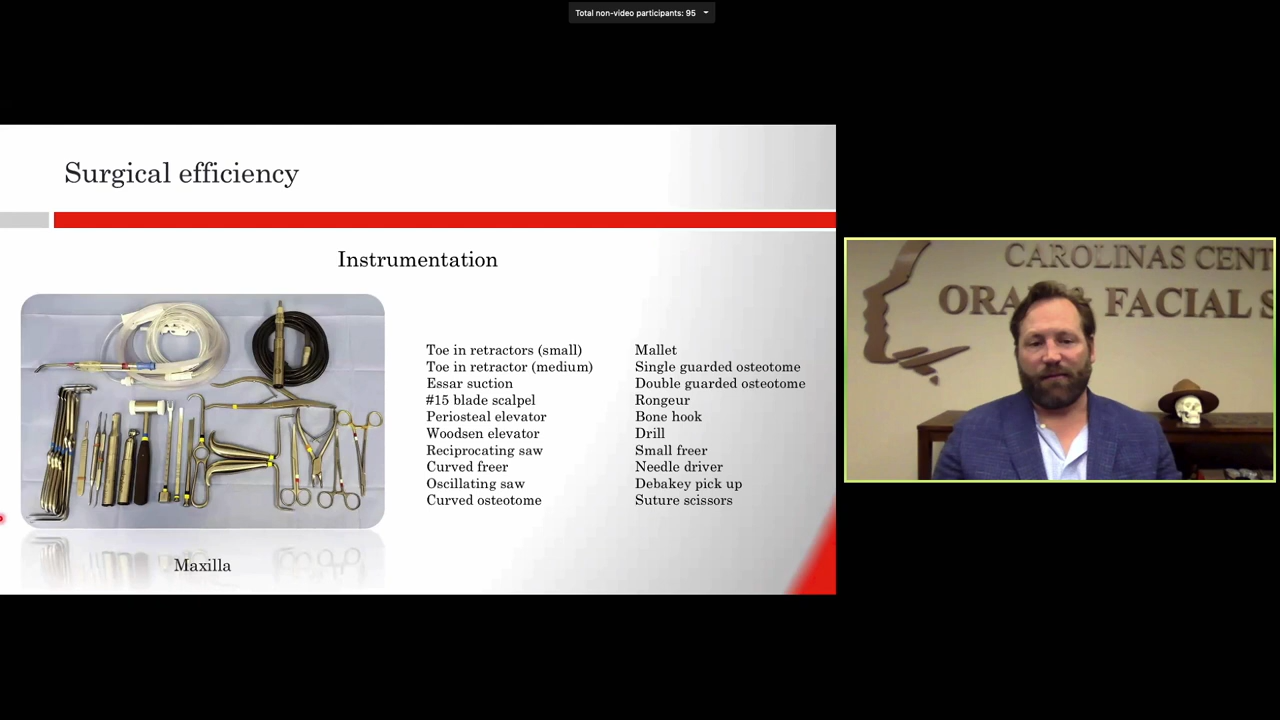 Total non-video participants: 95
Surgical efficiency
Instrumentation
Toe in retractors (small)
Toe in retractor (medium)
Essar suction
#15 blade scalpel
Periosteal elevator
Woodsen elevator
Reciprocating saw
Curved freer
Oscillating saw
Curved osteotome
Mallet
Single guarded osteotome
Double guarded osteotome
Rongeur
Bone hook
Drill
Small freer
Needle driver
Debakey pick up
Suture scissors
Maxilla
CAROLINAS CENT
FACIAL S